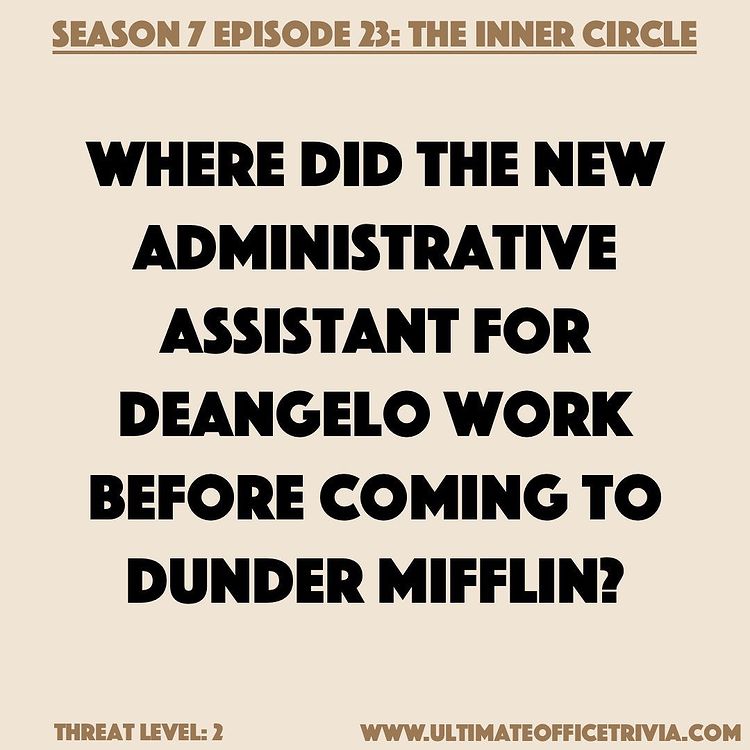 SEASON 7 EPISODE 23: THE INNER CIRCLE
WHERE DID THE NEW
ADMINISTRATIVE
ASSISTANT FOR
DEANGELO WORK
BEFORE COMING TO
DUNDER MIFFLIN?
THREAT LEVEL: 2
WWW.ULTIMATEOFFICETRIVIA.COM